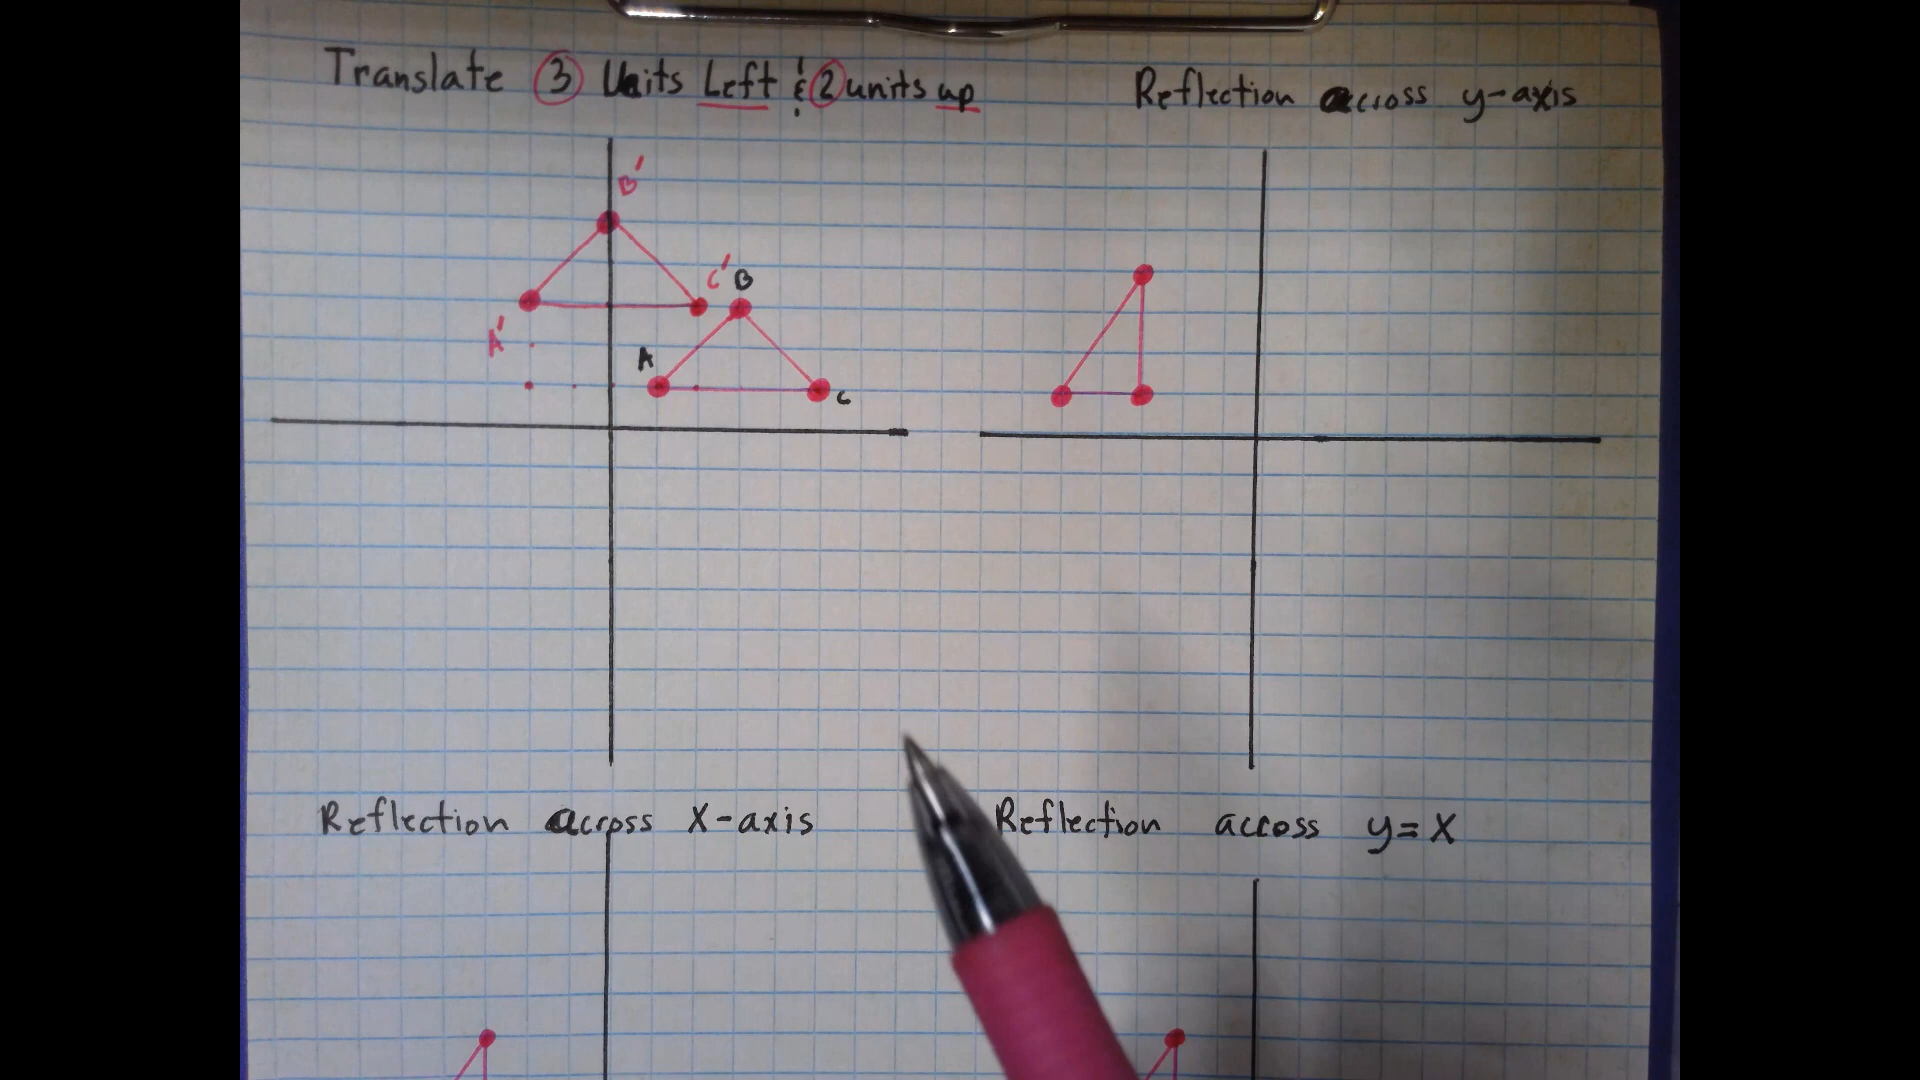 Translate 3 Units Left & 2 units up
Reflection across y-axis
B'
C' B
A'
A
C
Reflection across X-axis
Reflection across y=x